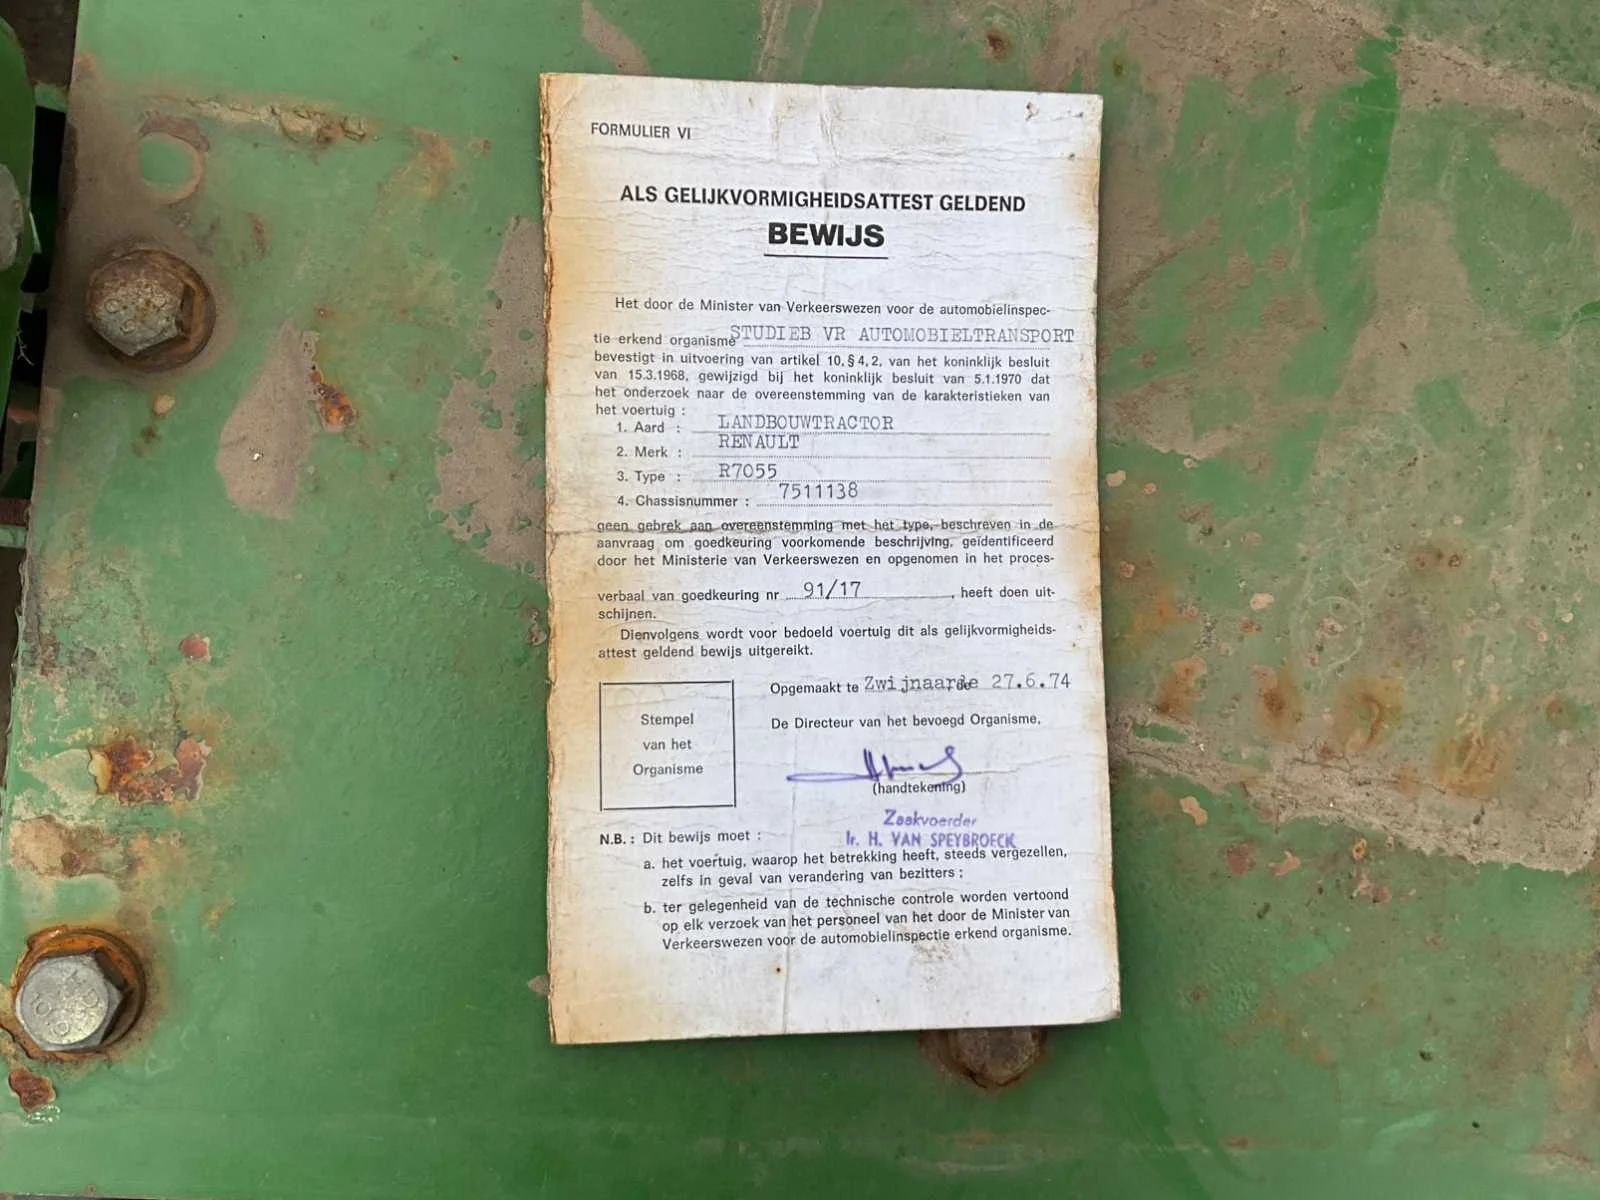 FORMULIER VI
ALS GELIJKVORMIGHEIDSATTEST GELDEND
BEWIJS
Het door de Minister van Verkeerswezen voor de automobielinspec-
tie erkend organisme STUDIEB VR AUTOMOBIELTRANSPORT
bevestigt in uitvoering van artikel 10, § 4, 2, van het koninklijk besluit
van 15.3.1968, gewijzigd bij het koninklijk besluit van 5.1.1970 dat
het onderzoek naar de overeenstemming van de karakteristieken van
het voertuig :
1. Aard : LANDBOUWTRACTOR
2. Merk : RENAULT
3. Type : R7055
4. Chassisnummer : 7511138
geen gebrek aan overeenstemming met het type, beschreven in de
aanvraag om goedkeuring voorkomende beschrijving, geïdentificeerd
door het Ministerie van Verkeerswezen en opgenomen in het proces-
verbaal van goedkeuring nr 91/17 , heeft doen uit-
schijnen.
Dienvolgens wordt voor bedoeld voertuig dit als gelijkvormigheids-
attest geldend bewijs uitgereikt.
Opgemaakt te Zwijnaarde 27.6.74
Stempel
van het
Organisme
De Directeur van het bevoegd Organisme,
(handtekening)
Zaakvoerder
Ir. H. VAN SPEYBROECK
N.B. : Dit bewijs moet :
a. het voertuig, waarop het betrekking heeft, steeds vergezellen,
zelfs in geval van verandering van bezitters ;
b. ter gelegenheid van de technische controle worden vertoond
op elk verzoek van het personeel van het door de Minister van
Verkeerswezen voor de automobielinspectie erkend organisme.
10.9